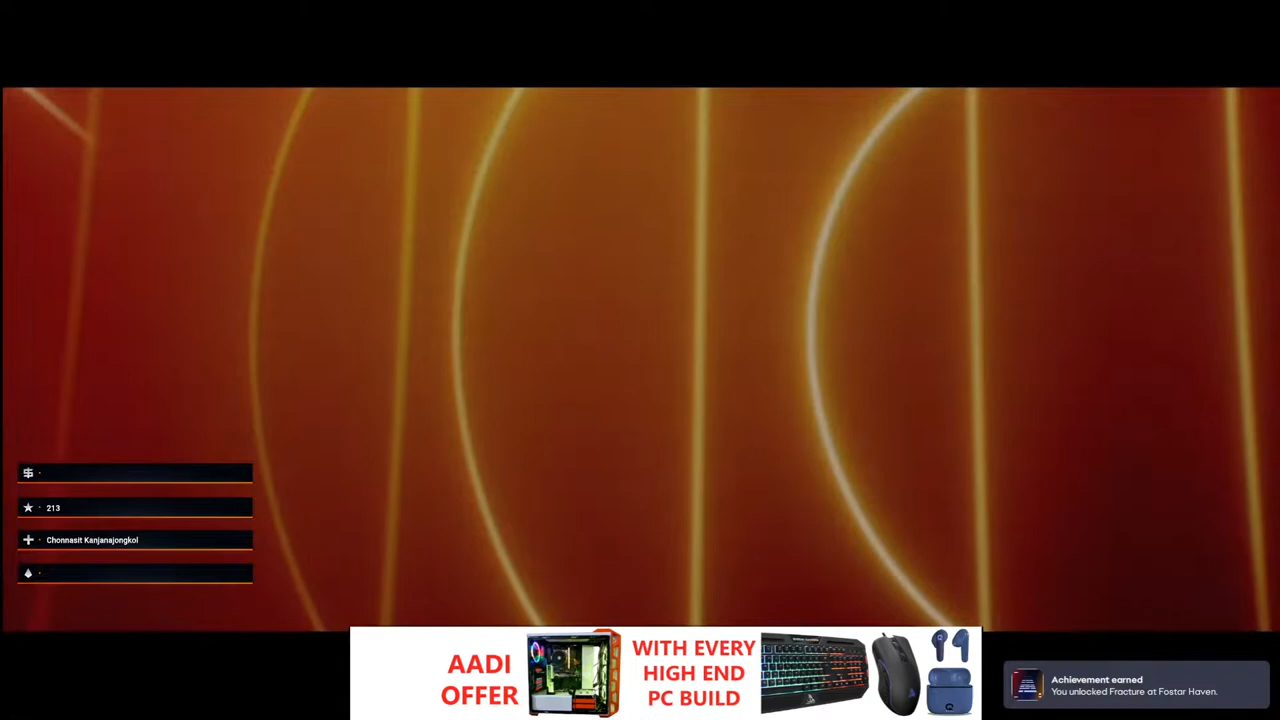 213
Chonnasit Kanjanajongkol
AADI
OFFER
WITH EVERY
HIGH END
PC BUILD
Achievement earned
You unlocked Fracture at Fostar Haven.